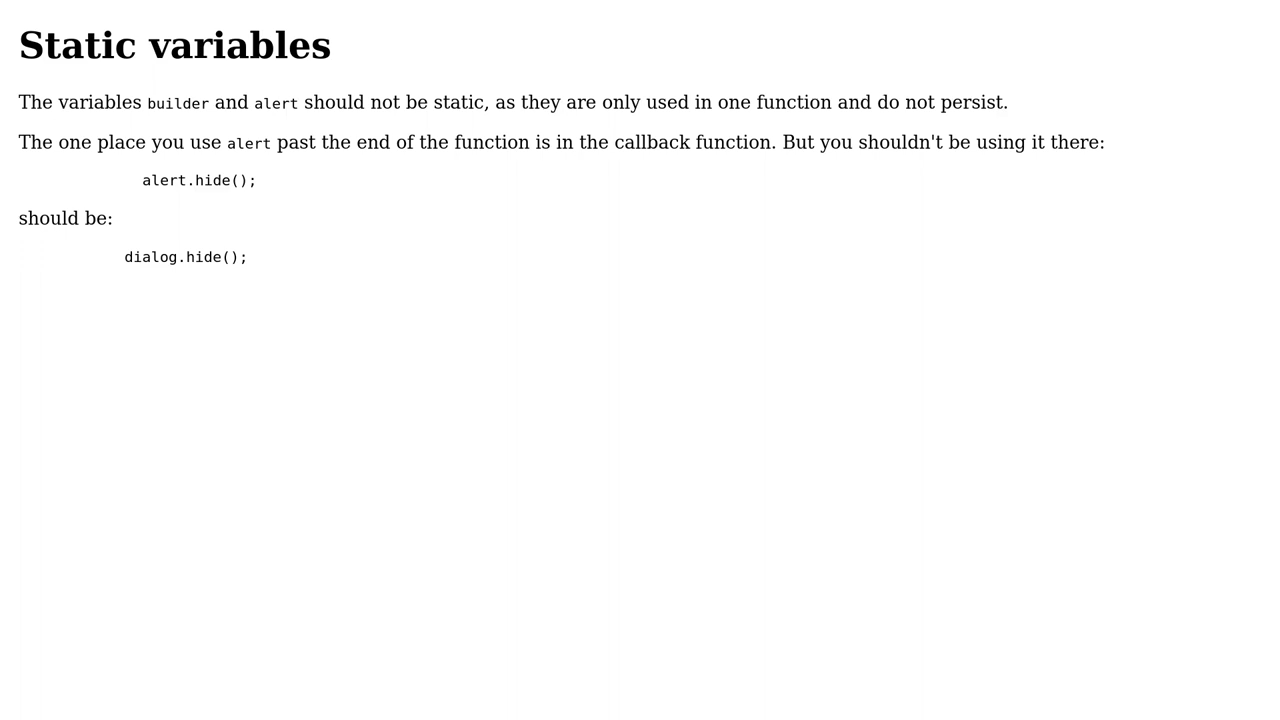 Static variables
The variables builder and alert should not be static, as they are only used in one function and do not persist.
The one place you use alert past the end of the function is in the callback function. But you shouldn't be using it there:
alert.hide();
should be:
dialog.hide();